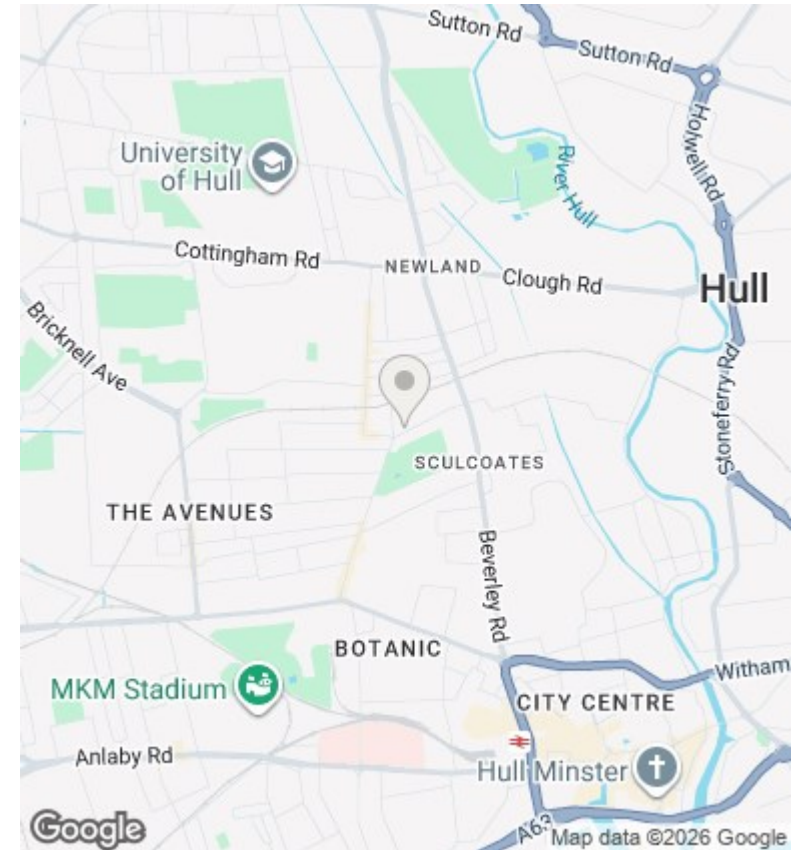 Sutton Rd
Sutton Rd
Holwell Rd
University
of Hull
River Hull
Cottingham Rd
NEWLAND
Clough Rd
Hull
Bricknell Ave
Stoneferry Rd
SCULCOATES
THE AVENUES
Beverley Rd
BOTANIC
Witham
MKM Stadium
CITY CENTRE
Anlaby Rd
Hull Minster
A63
Google
Map data ©2026 Google